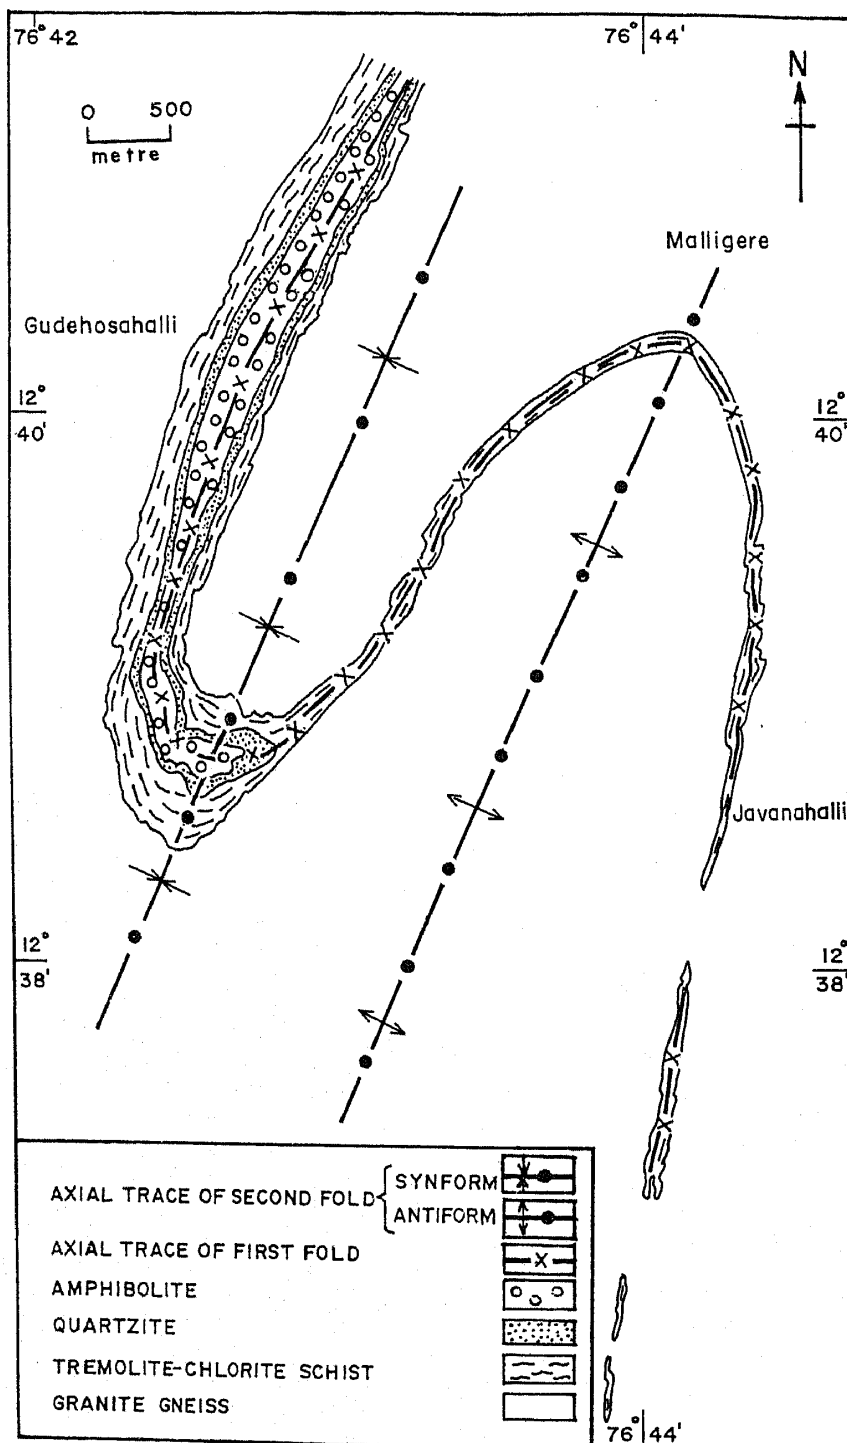 76° 42
76° 44'
O 500
metre
N
Malligere
Gudehosahalli
12° 40'
12° 40'
Javanahalli
12° 38'
12° 38'
AXIAL TRACE OF SECOND FOLD { SYNFORM
ANTIFORM
AXIAL TRACE OF FIRST FOLD
AMPHIBOLITE
QUARTZITE
TREMOLITE-CHLORITE SCHIST
GRANITE GNEISS
76° 44'